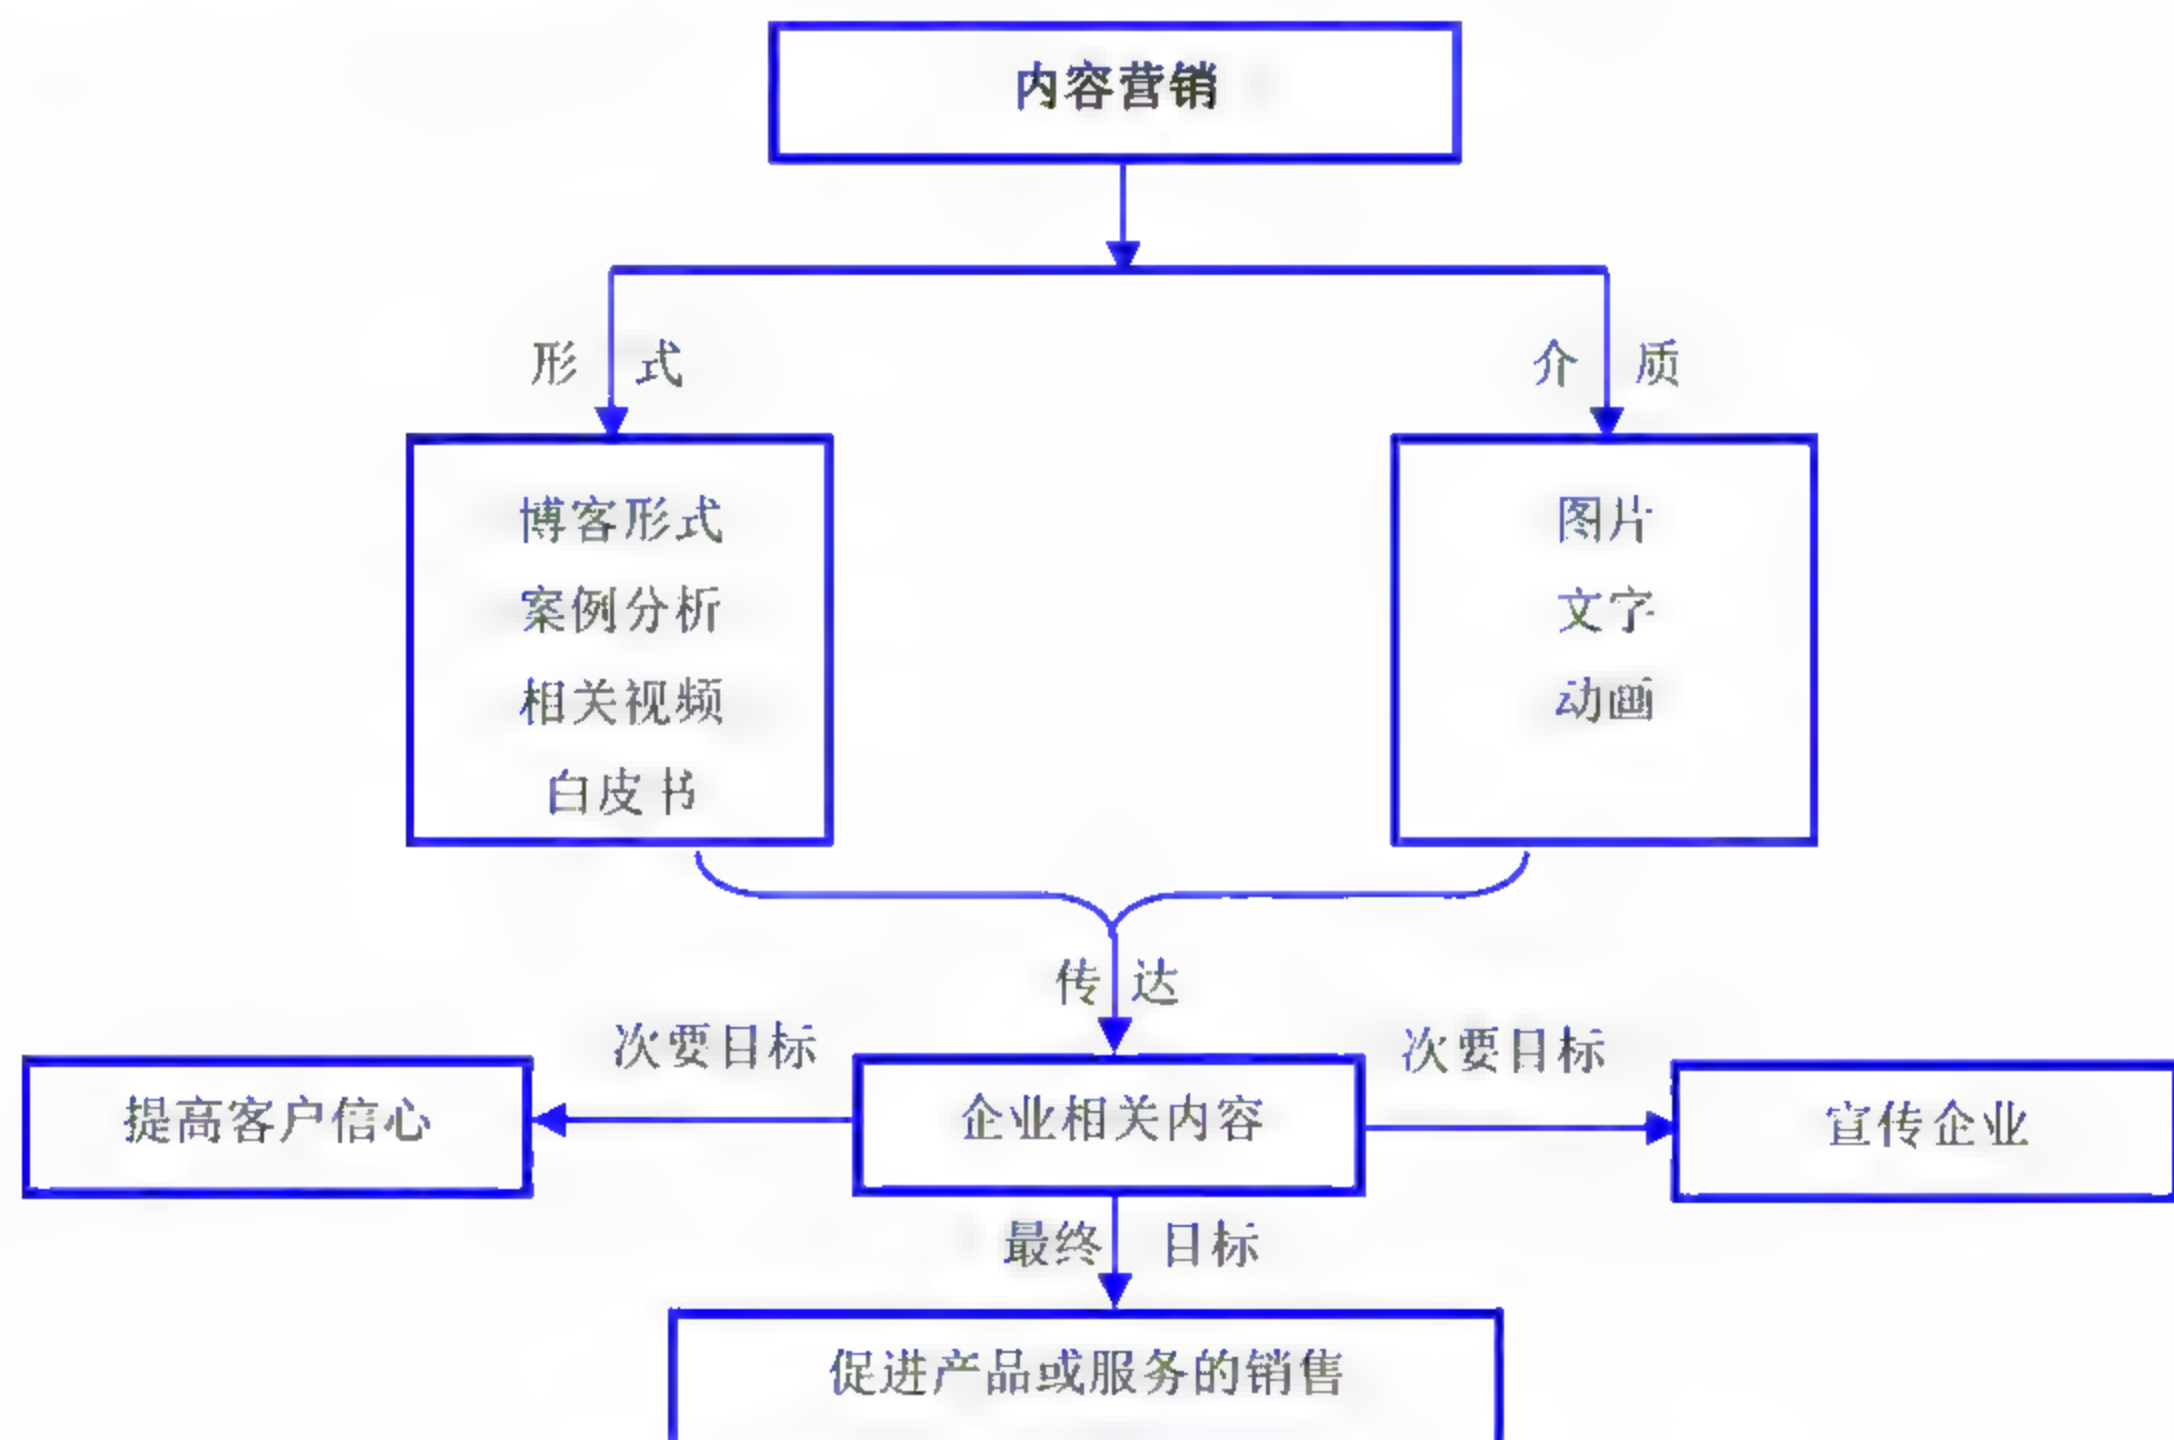 内容营销
形 式
介 质
博客形式
案例分析
相关视频
白皮书
图片
文字
动画
传 达
次要目标
次要目标
提高客户信心
企业相关内容
宣传企业
最终 目标
促进产品或服务的销售